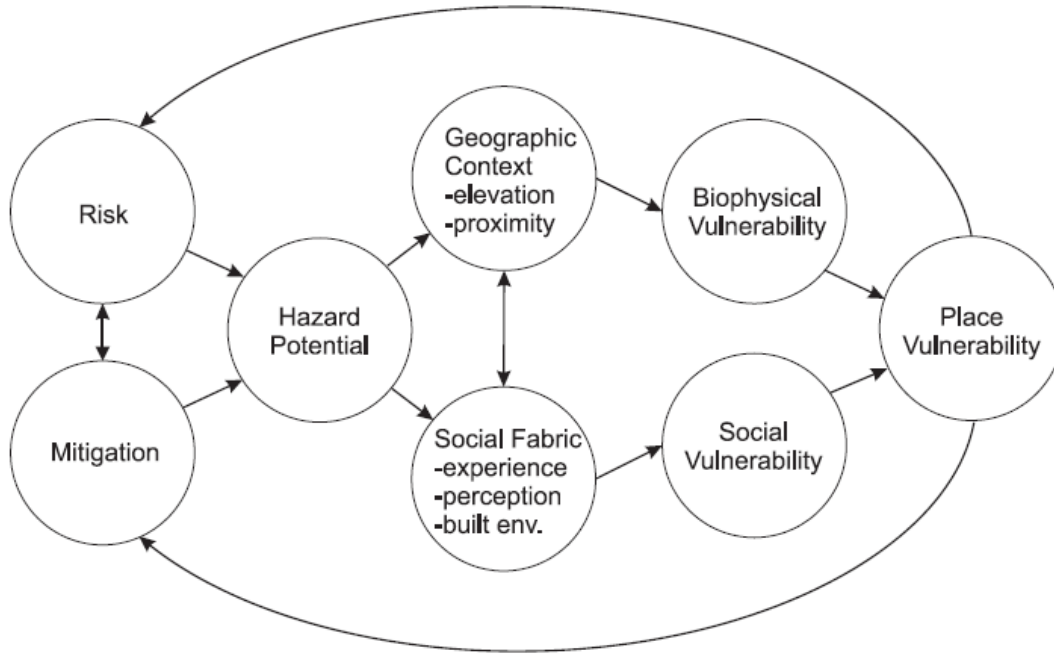 Risk
Mitigation
Hazard
Potential
Geographic
Context
-elevation
-proximity
Social Fabric
-experience
-perception
-built env.
Biophysical
Vulnerability
Social
Vulnerability
Place
Vulnerability